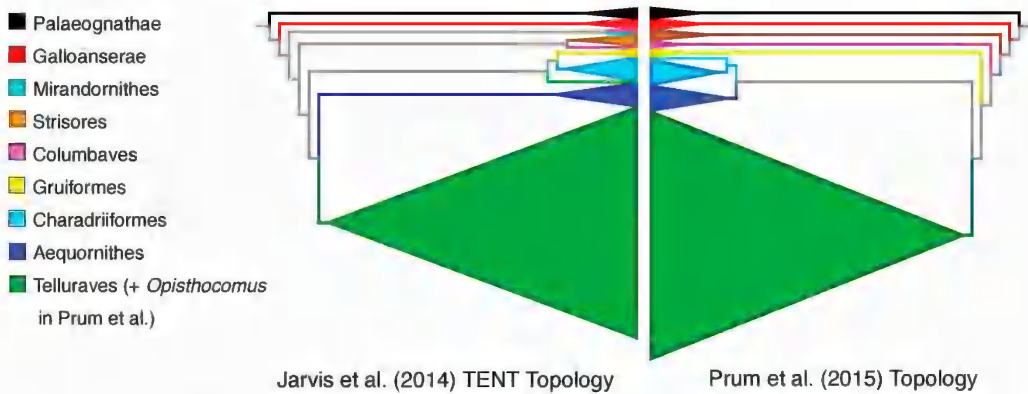 Palaeognathae
Galloanserae
Mirandornithes
Strisores
Columbaves
Gruiformes
Charadriiformes
Aequornithes
Telluraves (+ Opisthocomus
in Prum et al.)
Jarvis et al. (2014) TENT Topology
Prum et al. (2015) Topology